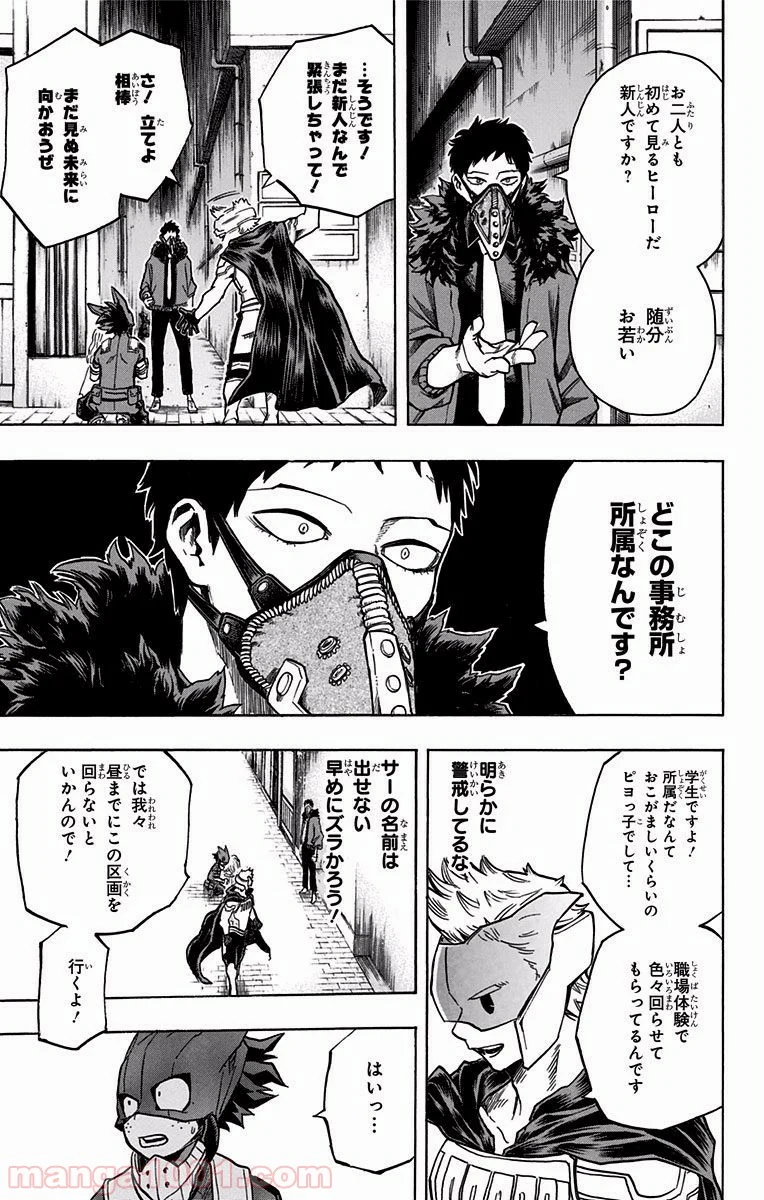 お二人とも
初めて見るヒーローだ
新人ですか？
随分
お若い
…そうです！
まだ新人なんで
緊張しちゃって！
さ！立てよ
相棒
まだ見ぬ未来に
向かおうぜ
どこの事務所
所属なんです？
学生ですよ！
所属だなんて
おこがましいくらいの
ピヨっ子でして…
職場体験で
色々回らせて
もらってるんです
明らかに
警戒してるな､
サーの名前は
出せない
早めにズラかろう！
では我々
昼までにこの区画を
回らないと
いかんので！
行くよ！
はいっ…
manga1001.com